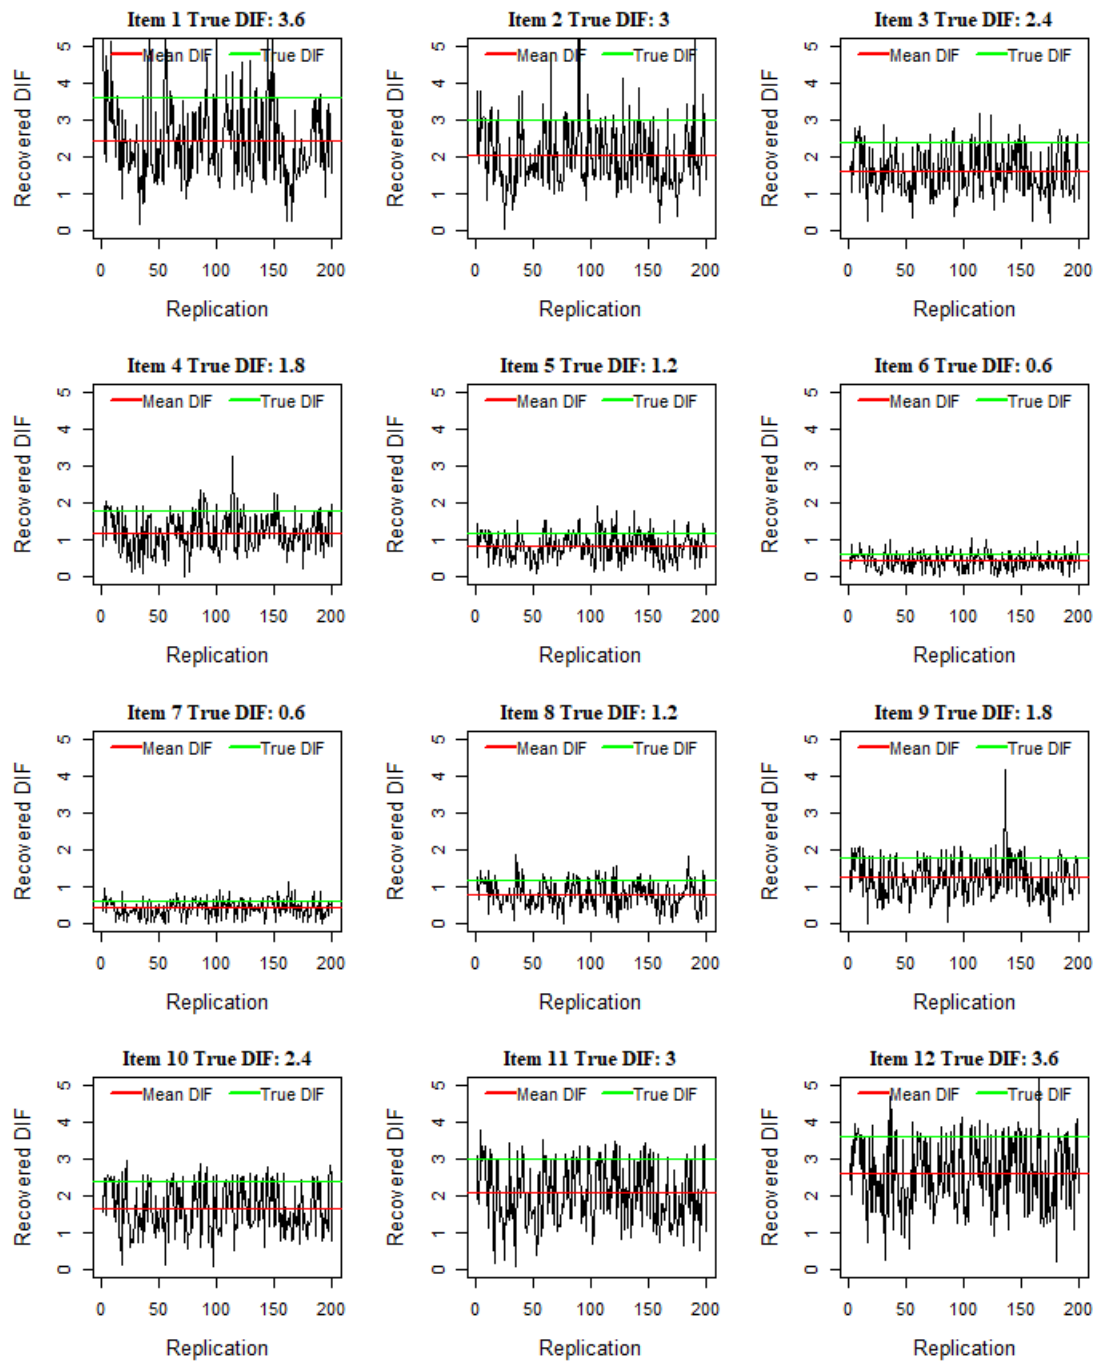 Item 1 True DIF: 3.6
Item 2 True DIF: 3
Item 3 True DIF: 2.4
Mean DIF True DIF
Mean DIF True DIF
Mean DIF True DIF
Recovered DIF
0 1 2 3 4 5
Recovered DIF
0 1 2 3 4 5
Recovered DIF
0 1 2 3 4 5
0 50 100 150 200
0 50 100 150 200
0 50 100 150 200
Replication
Replication
Replication
Item 4 True DIF: 1.8
Item 5 True DIF: 1.2
Item 6 True DIF: 0.6
Mean DIF True DIF
Mean DIF True DIF
Mean DIF True DIF
Recovered DIF
0 1 2 3 4 5
Recovered DIF
0 1 2 3 4 5
Recovered DIF
0 1 2 3 4 5
0 50 100 150 200
0 50 100 150 200
0 50 100 150 200
Replication
Replication
Replication
Item 7 True DIF: 0.6
Item 8 True DIF: 1.2
Item 9 True DIF: 1.8
Mean DIF True DIF
Mean DIF True DIF
Mean DIF True DIF
Recovered DIF
0 1 2 3 4 5
Recovered DIF
0 1 2 3 4 5
Recovered DIF
0 1 2 3 4 5
0 50 100 150 200
0 50 100 150 200
0 50 100 150 200
Replication
Replication
Replication
Item 10 True DIF: 2.4
Item 11 True DIF: 3
Item 12 True DIF: 3.6
Mean DIF True DIF
Mean DIF True DIF
Mean DIF True DIF
Recovered DIF
0 1 2 3 4 5
Recovered DIF
0 1 2 3 4 5
Recovered DIF
0 1 2 3 4 5
0 50 100 150 200
0 50 100 150 200
0 50 100 150 200
Replication
Replication
Replication